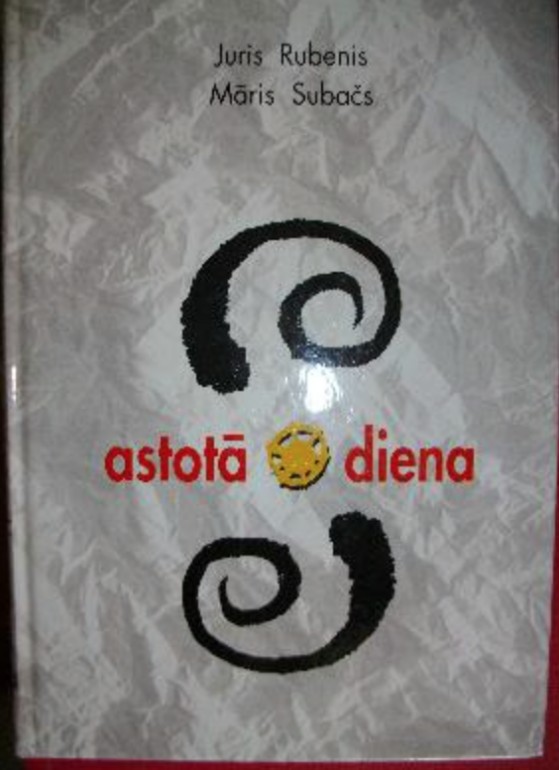 Juris Rubenis
Māris Subačs
astotā diena